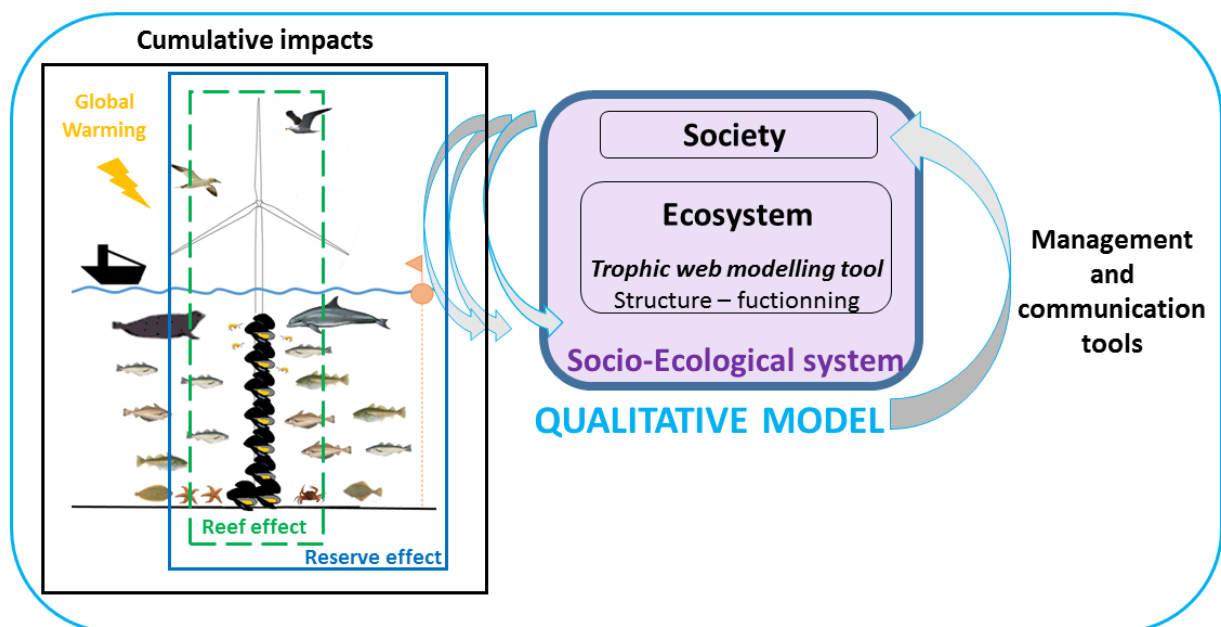 Cumulative impacts
Global
Warming
Reef effect
Reserve effect
Society
Ecosystem
Trophic web modelling tool
Structure – fuctionning
Socio-Ecological system
QUALITATIVE MODEL
Management
and
communication
tools